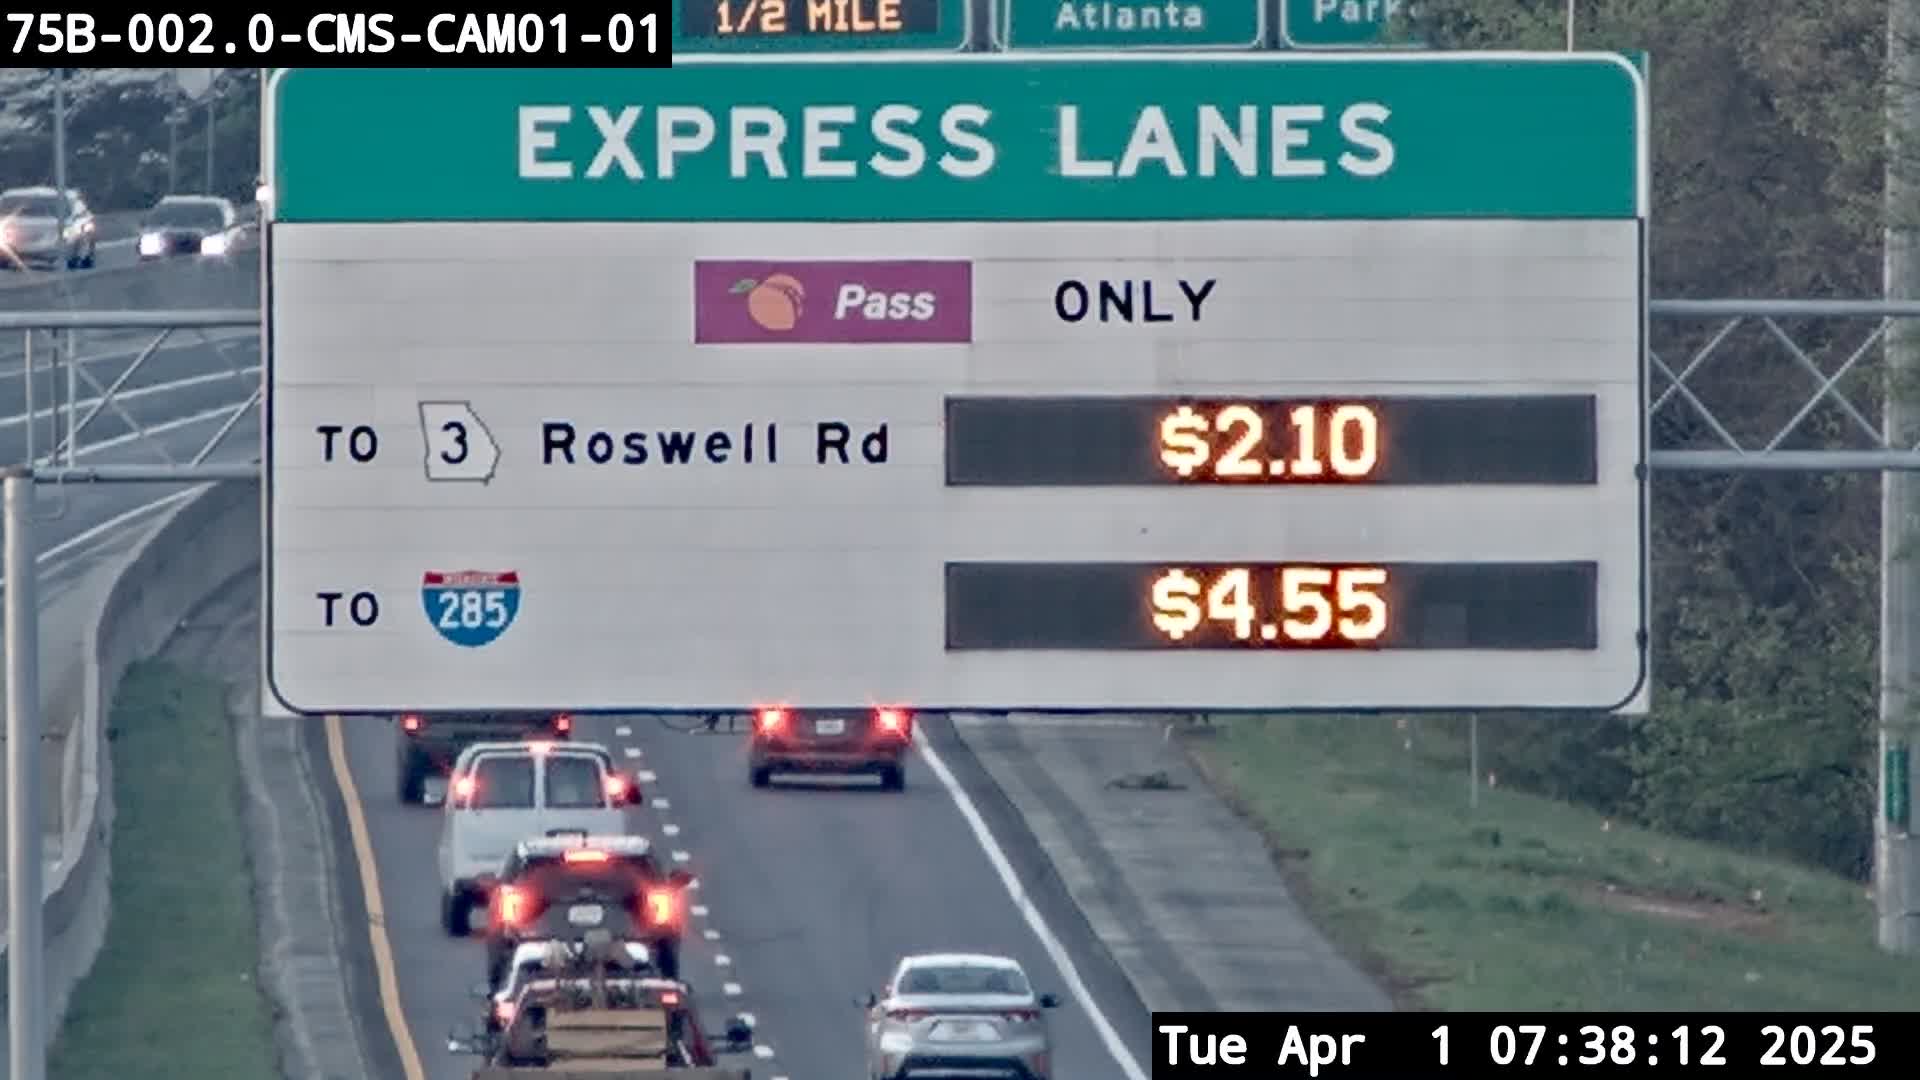 75B-002.0-CMS-CAM01-01
1/2 MILE
Atlanta
EXPRESS LANES
Pass ONLY
TO 3 Roswell Rd $2.10
TO 285 $4.55
Tue Apr 1 07:38:12 2025